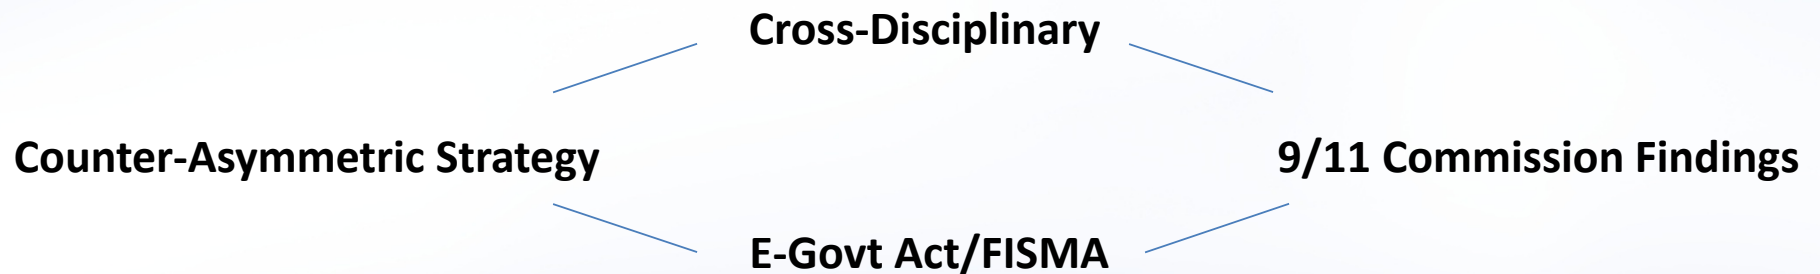 Cross-Disciplinary
Counter-Asymmetric Strategy
9/11 Commission Findings
E-Govt Act/FISMA